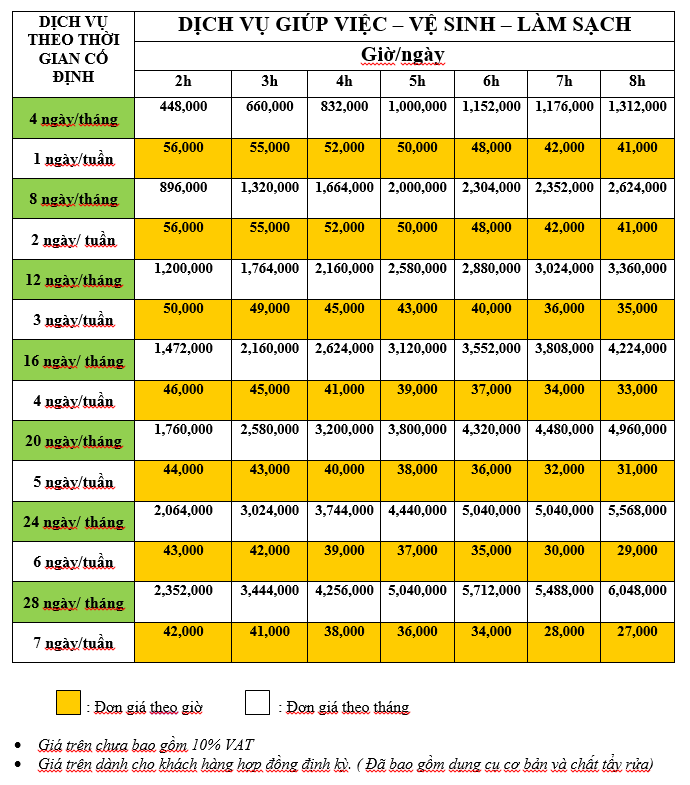 DỊCH VỤ THEO THỜI GIAN CỐ ĐỊNH
DỊCH VỤ GIÚP VIỆC – VỆ SINH – LÀM SẠCH
Giờ/ngày
2h 3h 4h 5h 6h 7h 8h
4 ngày/tháng 448,000 660,000 832,000 1,000,000 1,152,000 1,176,000 1,312,000
1 ngày/tuần 56,000 55,000 52,000 50,000 48,000 42,000 41,000
8 ngày/tháng 896,000 1,320,000 1,664,000 2,000,000 2,304,000 2,352,000 2,624,000
2 ngày/ tuần 56,000 55,000 52,000 50,000 48,000 42,000 41,000
12 ngày/tháng 1,200,000 1,764,000 2,160,000 2,580,000 2,880,000 3,024,000 3,360,000
3 ngày/tuần 50,000 49,000 45,000 43,000 40,000 36,000 35,000
16 ngày/ tháng 1,472,000 2,160,000 2,624,000 3,120,000 3,552,000 3,808,000 4,224,000
4 ngày/tuần 46,000 45,000 41,000 39,000 37,000 34,000 33,000
20 ngày/tháng 1,760,000 2,580,000 3,200,000 3,800,000 4,320,000 4,480,000 4,960,000
5 ngày/tuần 44,000 43,000 40,000 38,000 36,000 32,000 31,000
24 ngày/ tháng 2,064,000 3,024,000 3,744,000 4,440,000 5,040,000 5,040,000 5,568,000
6 ngày/tuần 43,000 42,000 39,000 37,000 35,000 30,000 29,000
28 ngày/ tháng 2,352,000 3,444,000 4,256,000 5,040,000 5,712,000 5,488,000 6,048,000
7 ngày/tuần 42,000 41,000 38,000 36,000 34,000 28,000 27,000
: Đơn giá theo giờ : Đơn giá theo tháng
• Giá trên chưa bao gồm 10% VAT
• Giá trên dành cho khách hàng hợp đồng định kỳ. ( Đã bao gồm dụng cụ cơ bản và chất tẩy rửa)